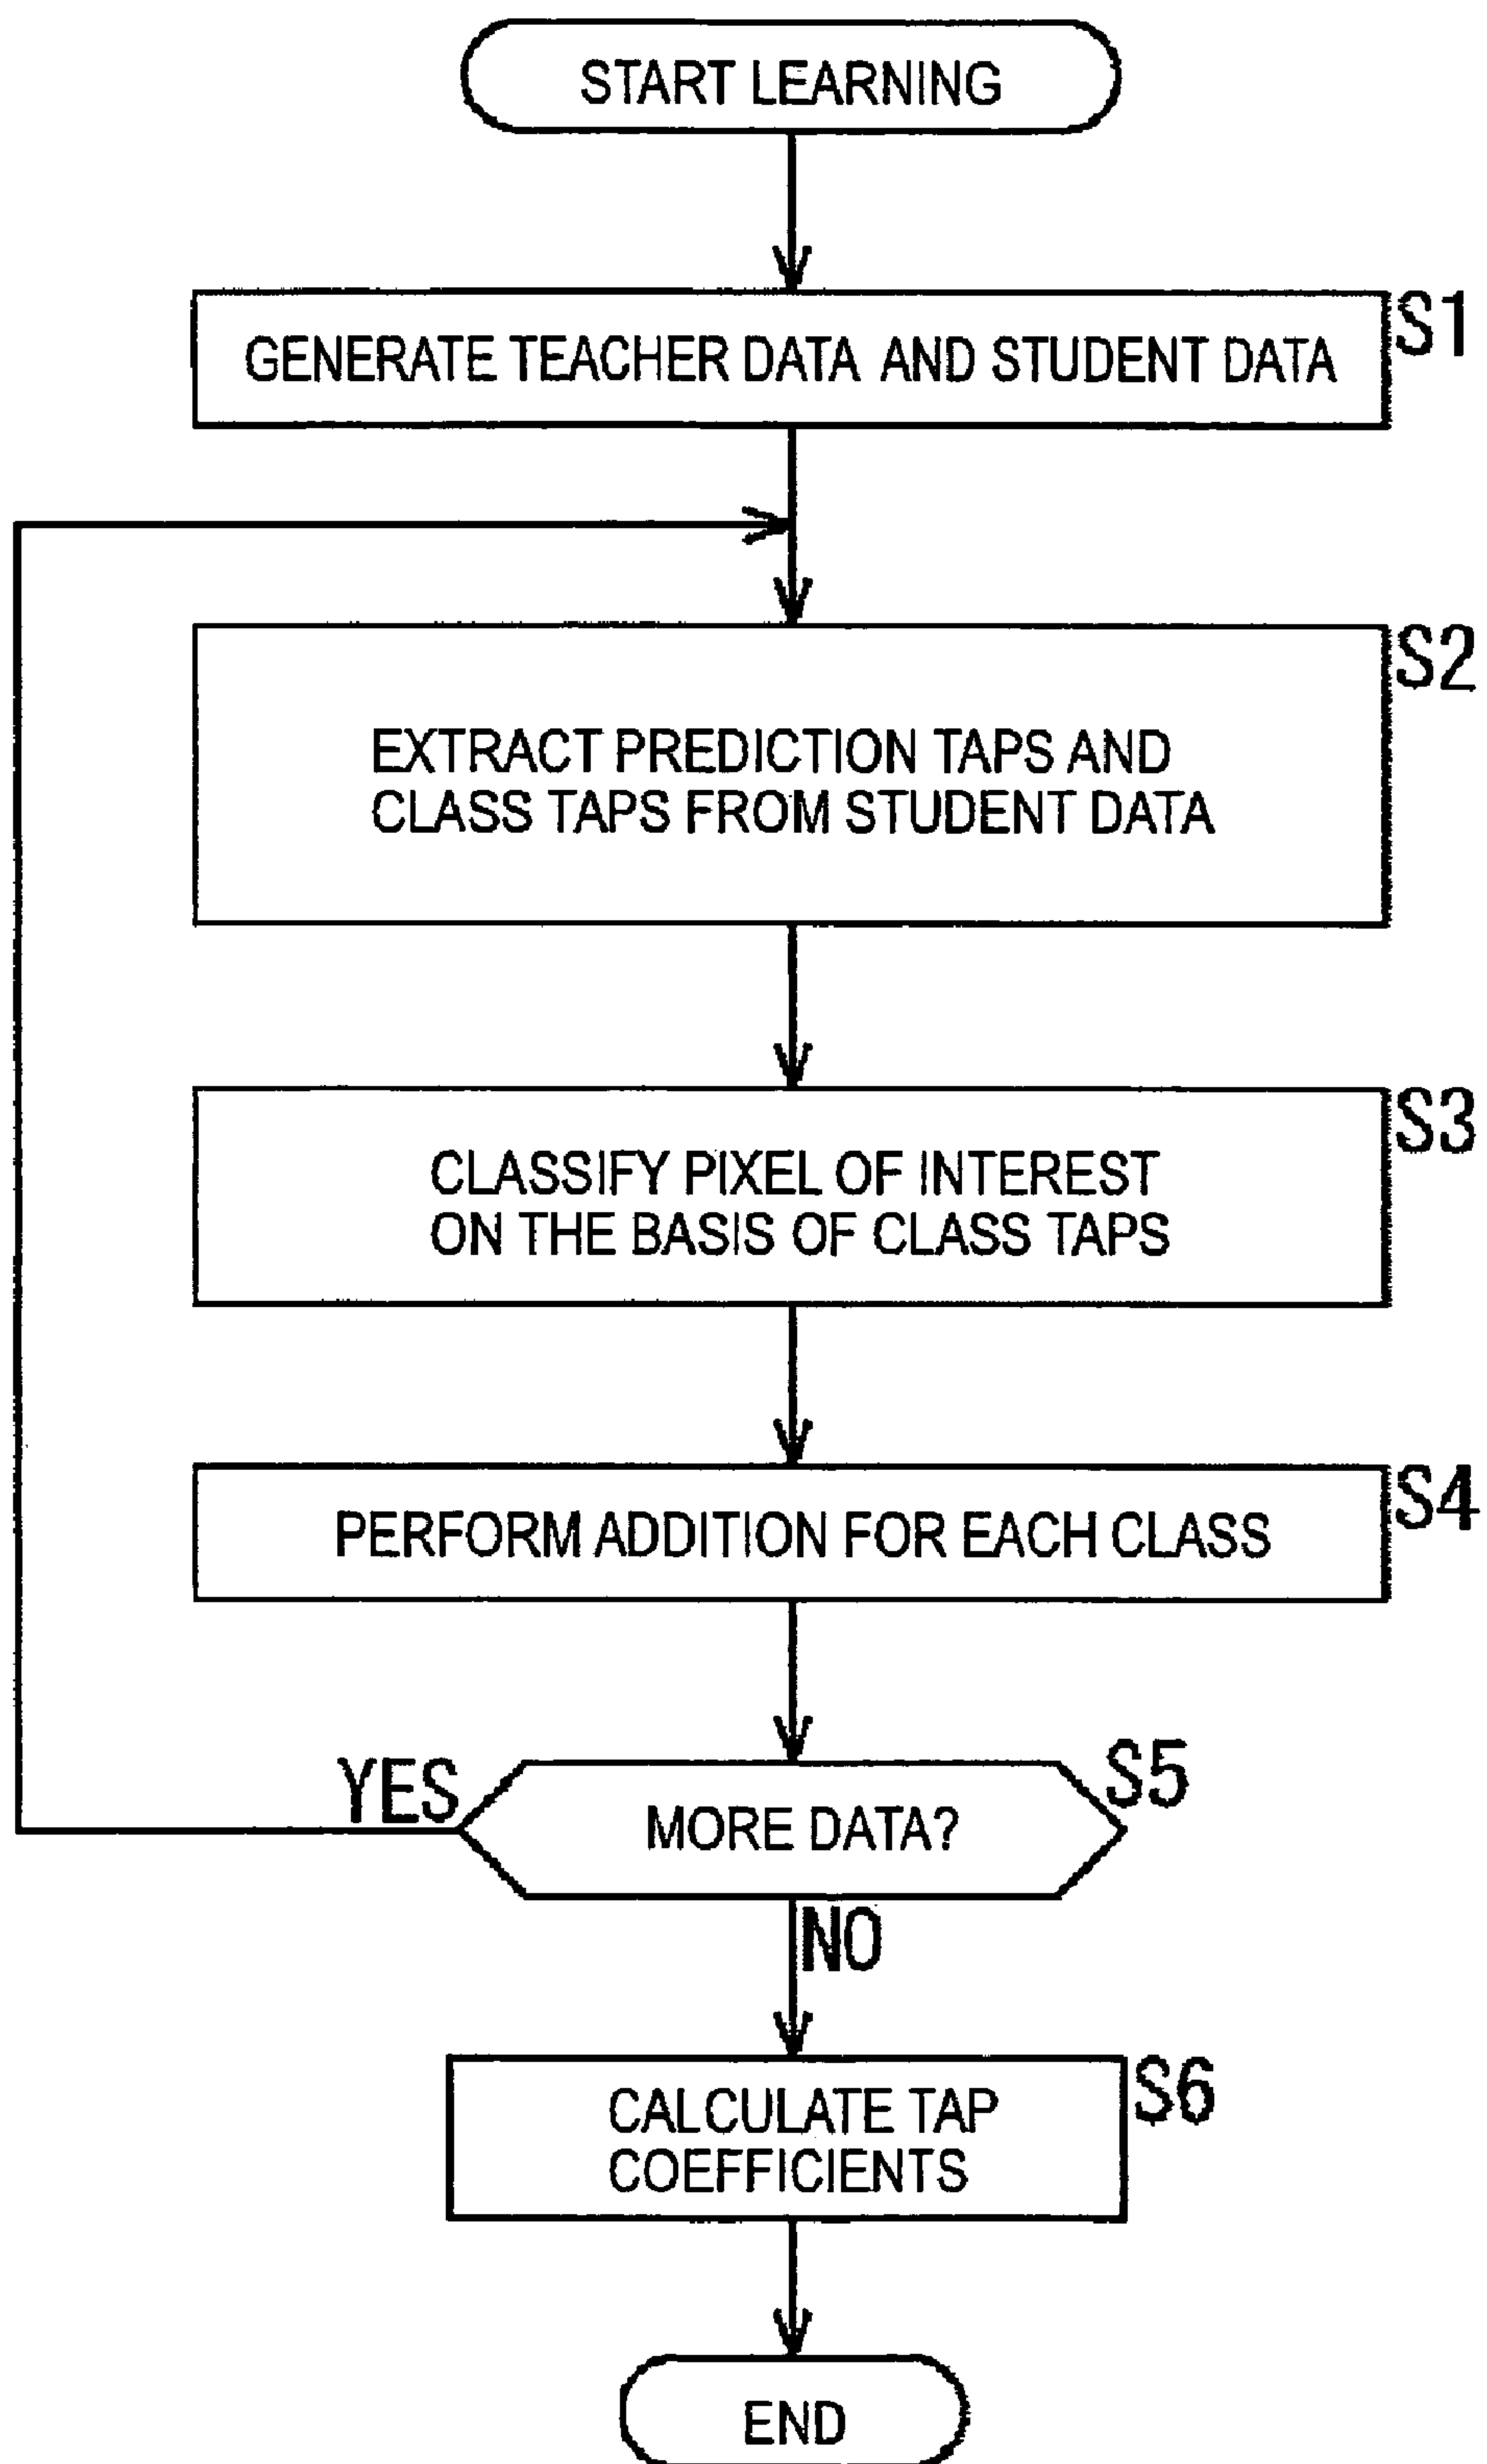 START LEARNING
GENERATE TEACHER DATA AND STUDENT DATA
S1
EXTRACT PREDICTION TAPS AND
CLASS TAPS FROM STUDENT DATA
S2
CLASSIFY PIXEL OF INTEREST
ON THE BASIS OF CLASS TAPS
S3
PERFORM ADDITION FOR EACH CLASS
S4
YES
MORE DATA?
S5
NO
CALCULATE TAP
COEFFICIENTS
S6
END